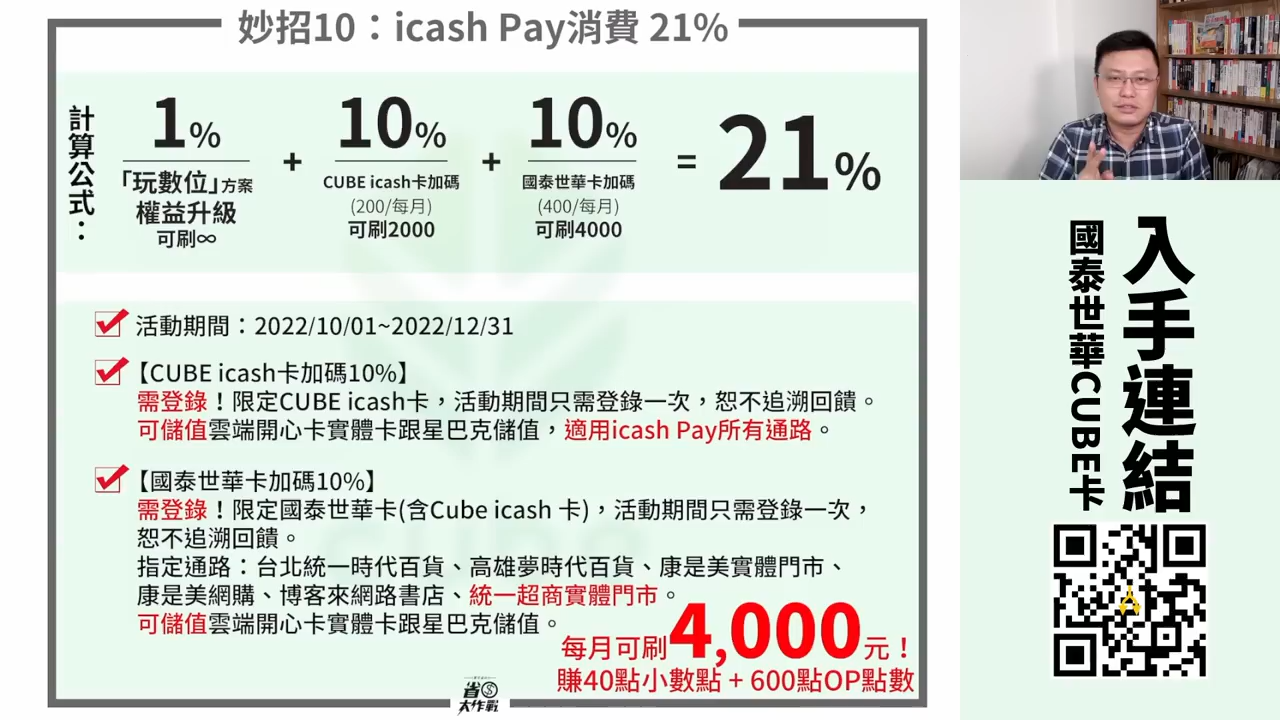 妙招10：icash Pay消費 21%
計算公式：
1%
「玩數位」方案
權益升級
可刷∞
+
10%
CUBE icash卡加碼
(200/每月)
可刷2000
+
10%
國泰世華卡加碼
(400/每月)
可刷4000
=
21%
活動期間：2022/10/01~2022/12/31
【CUBE icash卡加碼10%】
需登錄！限定CUBE icash卡，活動期間只需登錄一次，恕不追溯回饋。
可儲值雲端開心卡實體卡跟星巴克儲值，適用icash Pay所有通路。
【國泰世華卡加碼10%】
需登錄！限定國泰世華卡(含Cube icash 卡)，活動期間只需登錄一次，
恕不追溯回饋。
指定通路：台北統一時代百貨、高雄夢時代百貨、康是美實體門市、
康是美網購、博客來網路書店、統一超商實體門市。
可儲值雲端開心卡實體卡跟星巴克儲值。
每月可刷4,000元！
賺40點小數點 + 600點OP點數
省
大作戰
入手連結
國泰世華CUBE卡